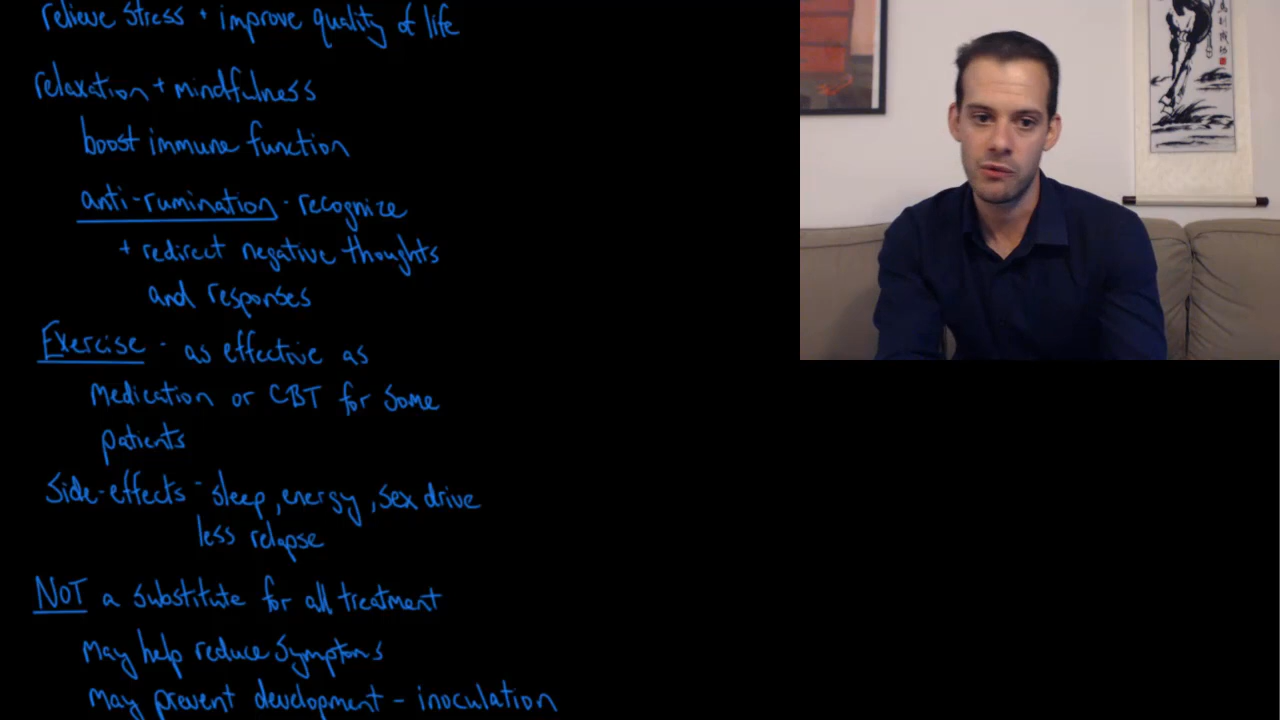 relieve stress + improve quality of life
relaxation + mindfulness
boost immune function
anti-rumination - recognize
+ redirect negative thoughts
and responses
Exercise - as effective as
Medication or CBT for some
patients
Side-effects - sleep, energy, sex drive
less relapse
NOT a substitute for all treatment
May help reduce symptoms
May prevent development - inoculation